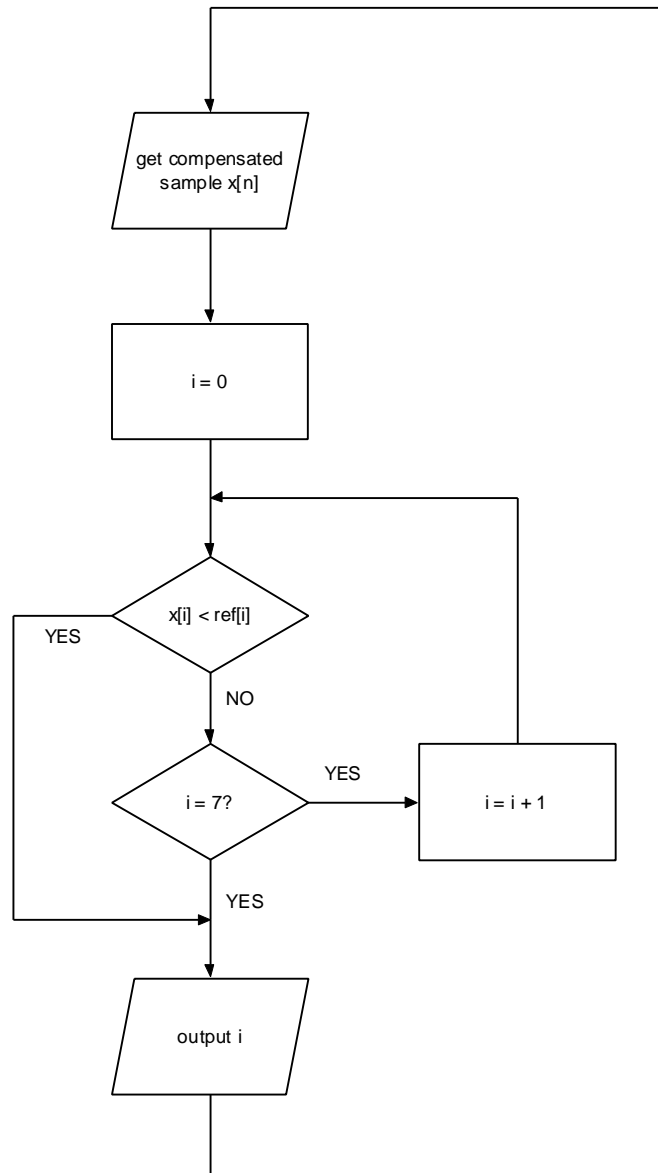 get compensated
sample x[n]
i = 0
x[i] < ref[i]
YES
NO
i = 7?
YES
i = i + 1
YES
output i